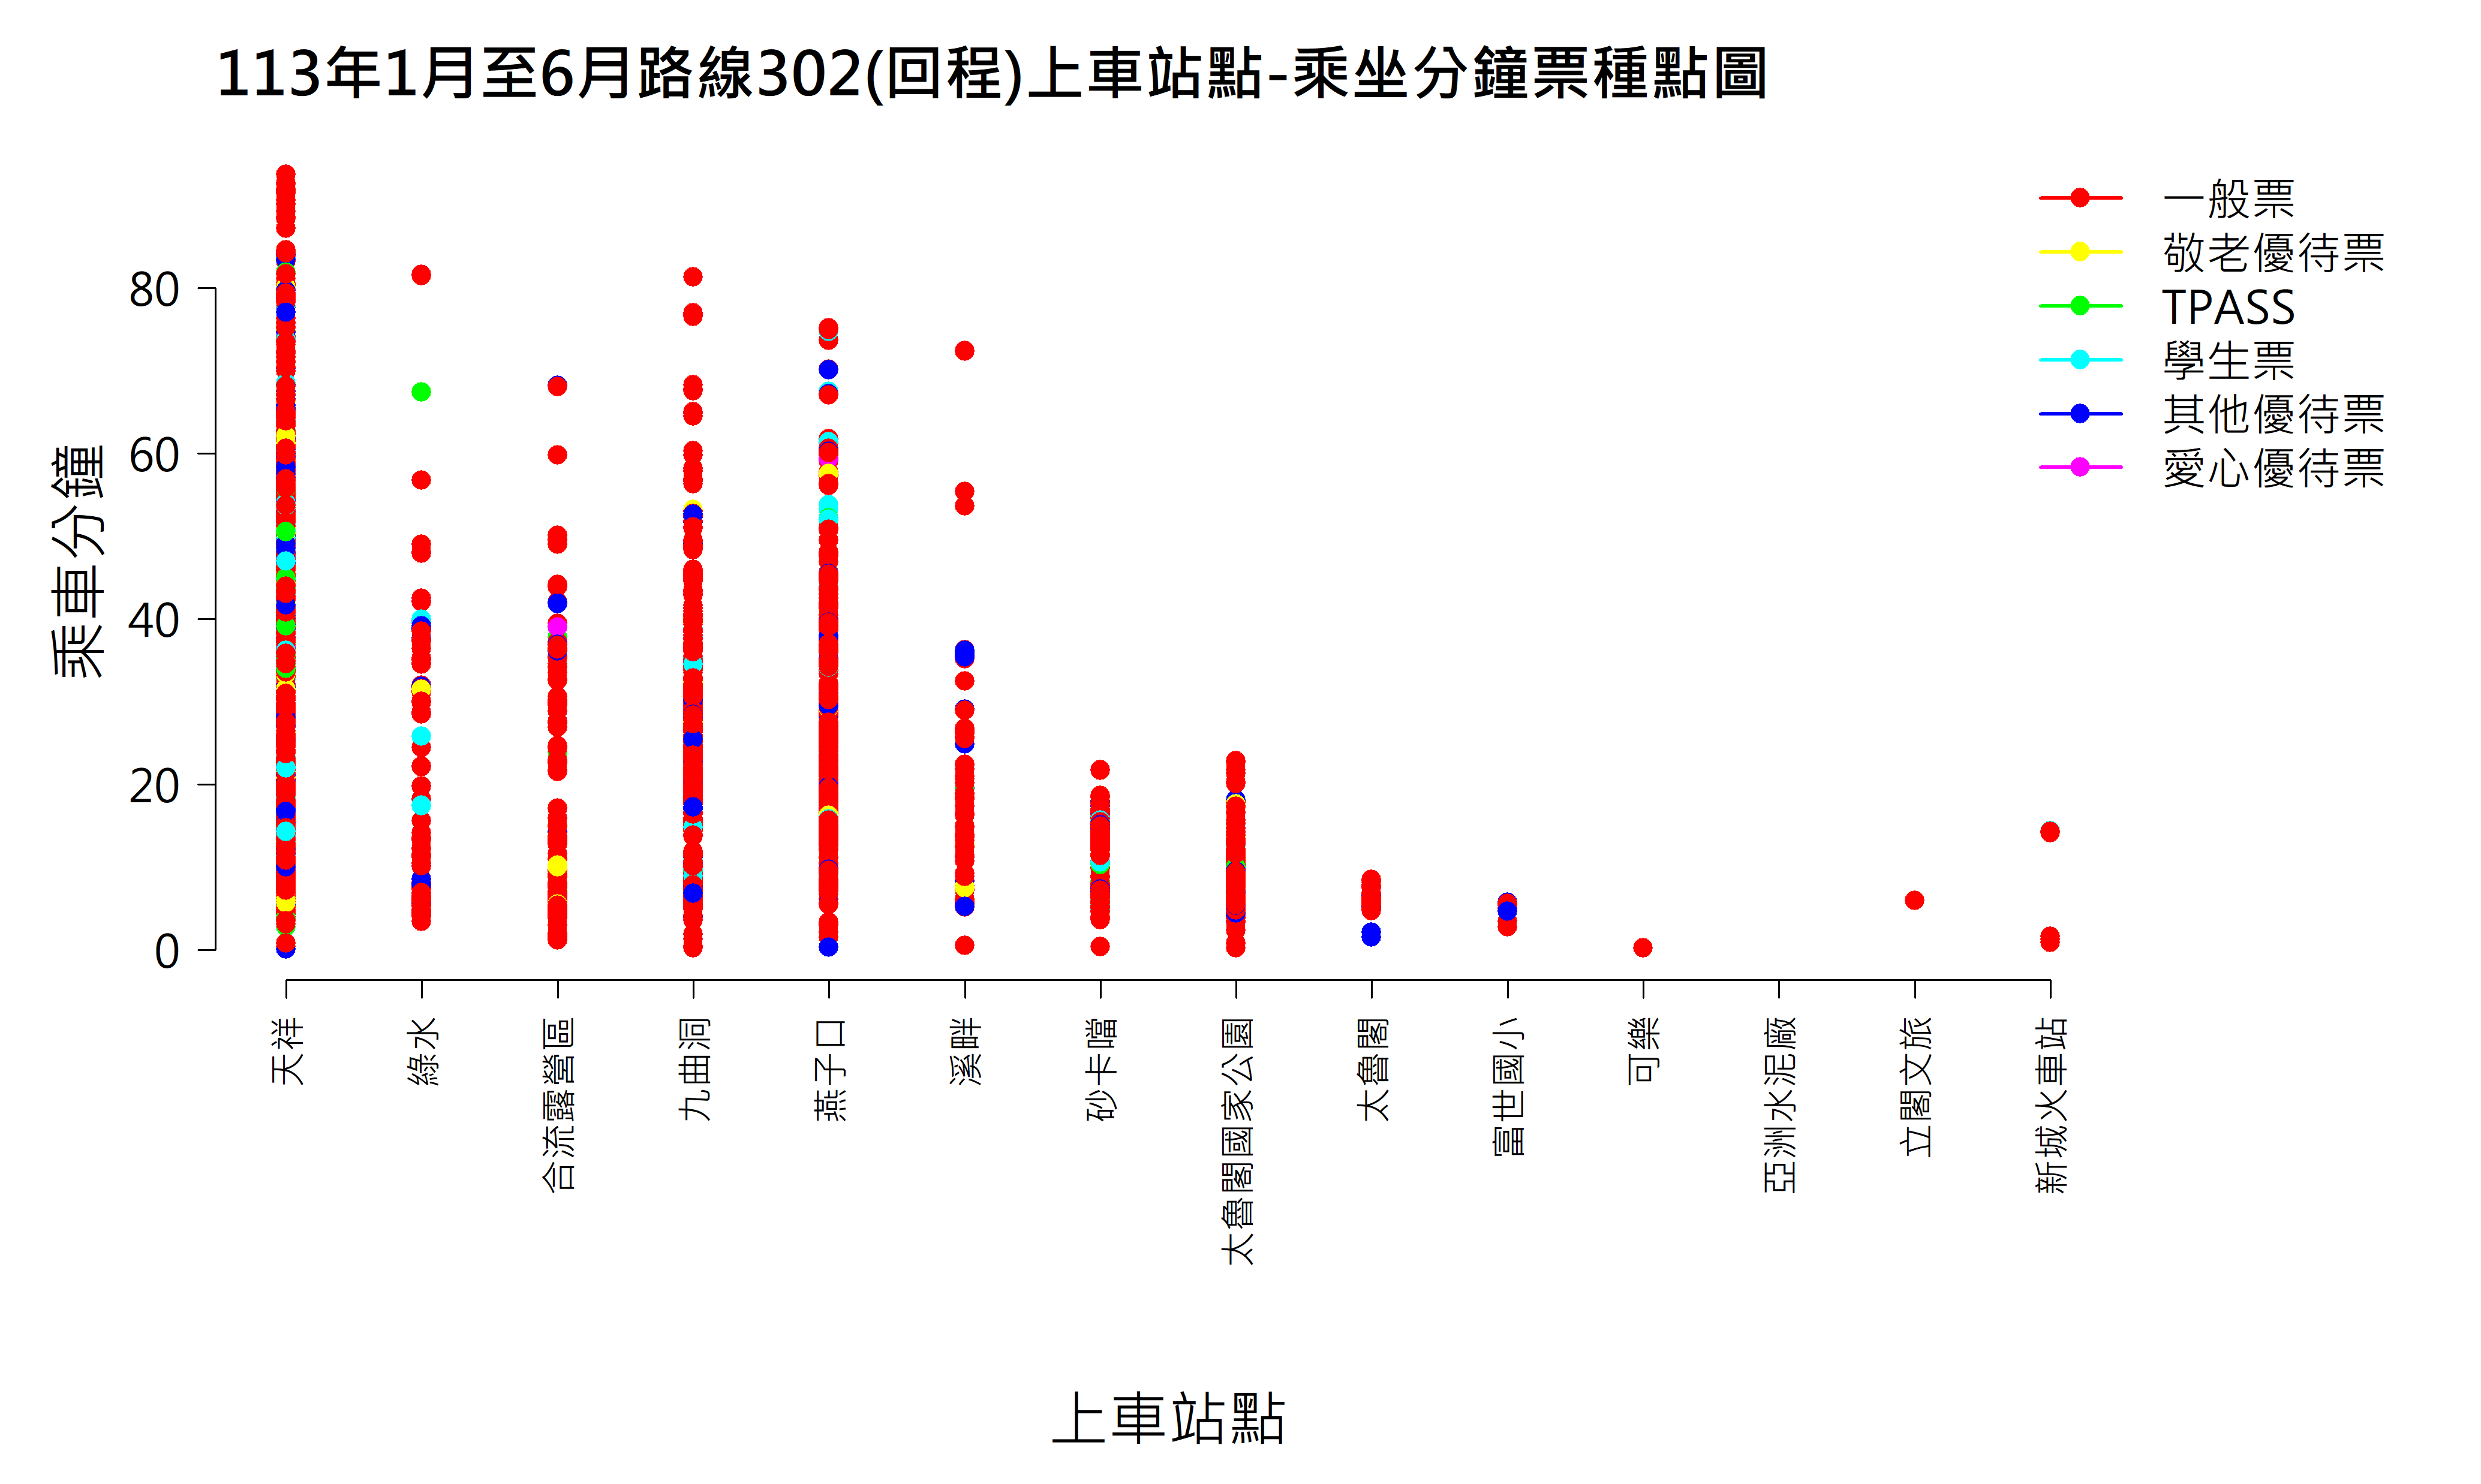 113年1月至6月路線302(回程)上車站點-乘坐分鐘票種點圖
一般票
敬老優待票
TPASS
學生票
其他優待票
愛心優待票
乘車分鐘
80
60
40
20
0
天祥
綠水
合流露營區
九曲洞
燕子口
溪畔
砂卡噹
太魯閣國家公園
太魯閣
富世國小
可樂
亞洲水泥廠
立閣文旅
新城火車站
上車站點